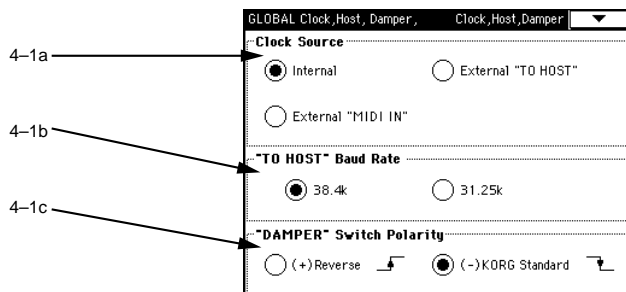 GLOBAL Clock,Host, Damper, Clock,Host,Damper
Clock Source
4–1a
Internal External "TO HOST"
External "MIDI IN"
4–1b
"TO HOST" Baud Rate
38.4k 31.25k
4–1c
"DAMPER" Switch Polarity
(+)Reverse (-)KORG Standard